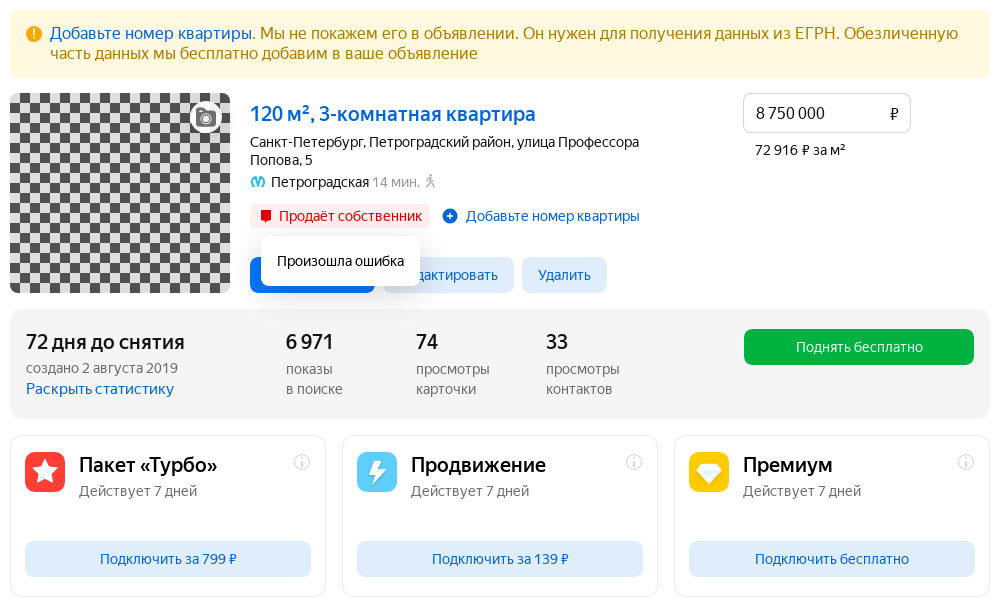 Добавьте номер квартиры. Мы не покажем его в объявлении. Он нужен для получения данных из ЕГРН. Обезличенную
часть данных мы бесплатно добавим в ваше объявление
120 м², 3-комнатная квартира
8 750 000 ₽
Санкт-Петербург, Петроградский район, улица Профессора
Попова, 5
72 916 ₽ за м²
Петроградская 14 мин.
Продаёт собственник
Добавьте номер квартиры
Произошла ошибка
Удалить
72 дня до снятия
создано 2 августа 2019
Раскрыть статистику
6 971
показы
в поиске
74
просмотры
карточки
33
просмотры
контактов
Поднять бесплатно
Пакет «Турбо»
Действует 7 дней
Подключить за 799 ₽
Продвижение
Действует 7 дней
Подключить за 139 ₽
Премиум
Действует 7 дней
Подключить бесплатно